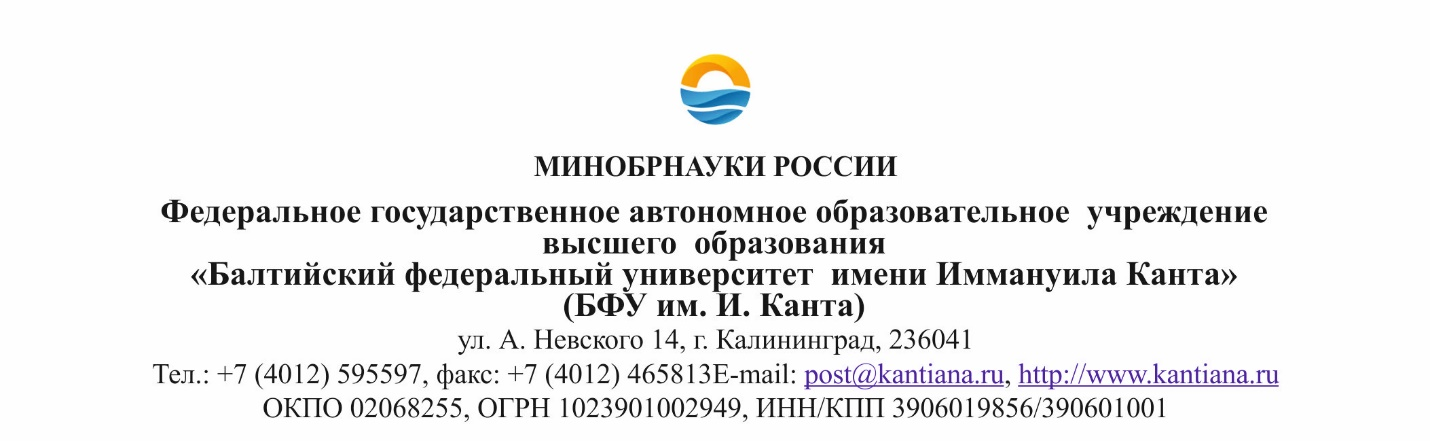 МИНОБРНАУКИ РОССИИ
Федеральное государственное автономное образовательное учреждение
высшего образования
«Балтийский федеральный университет имени Иммануила Канта»
(БФУ им. И. Канта)
ул. А. Невского 14, г. Калининград, 236041
Тел.: +7 (4012) 595597, факс: +7 (4012) 465813E-mail: post@kantiana.ru, http://www.kantiana.ru
ОКПО 02068255, ОГРН 1023901002949, ИНН/КПП 3906019856/390601001